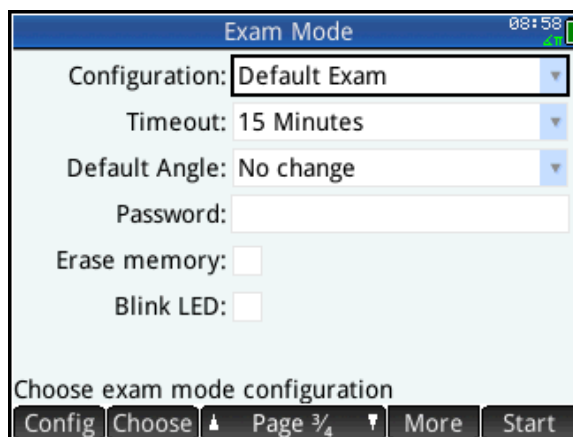 Exam Mode 08:58
∠π
Configuration: Default Exam
Timeout: 15 Minutes
Default Angle: No change
Password:
Erase memory:
Blink LED:
Choose exam mode configuration
Config Choose Page ¾ More Start